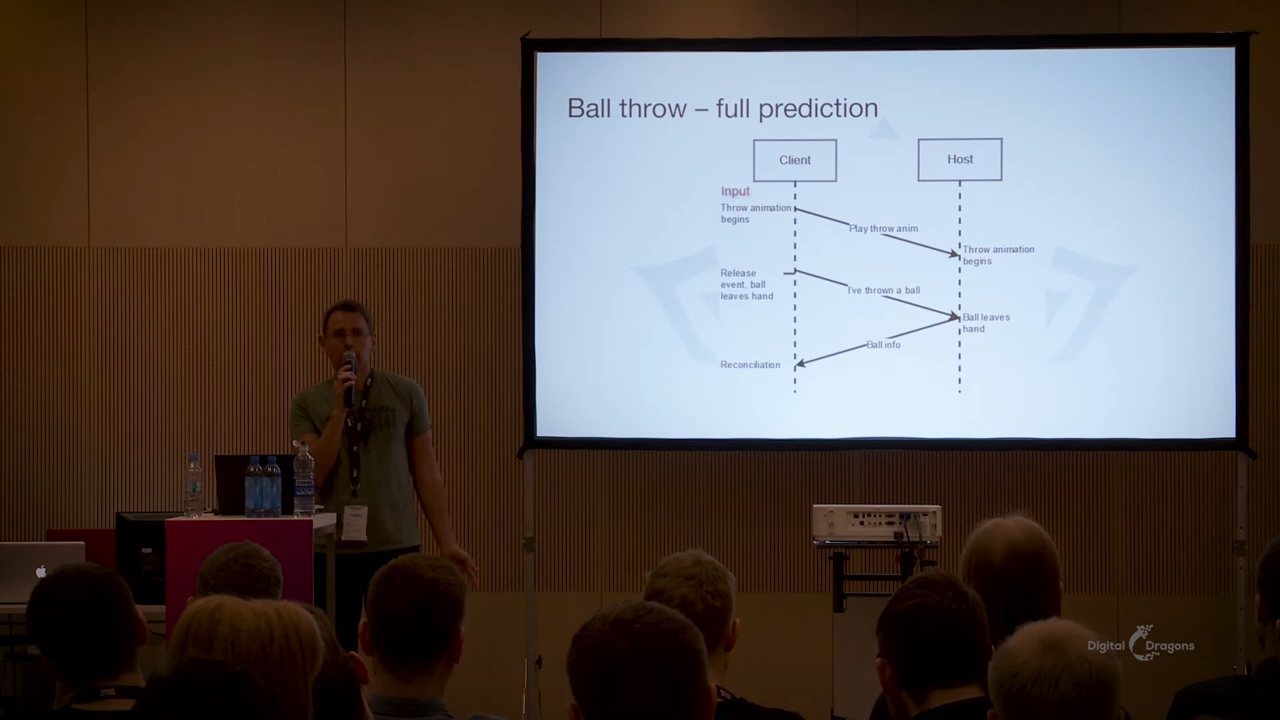 Ball throw – full prediction
Client
Host
Input
Throw animation
begins
Play throw anim
Throw animation
begins
Release
event, ball
leaves hand
I've thrown a ball
Ball leaves
hand
Ball info
Reconciliation
Digital Dragons